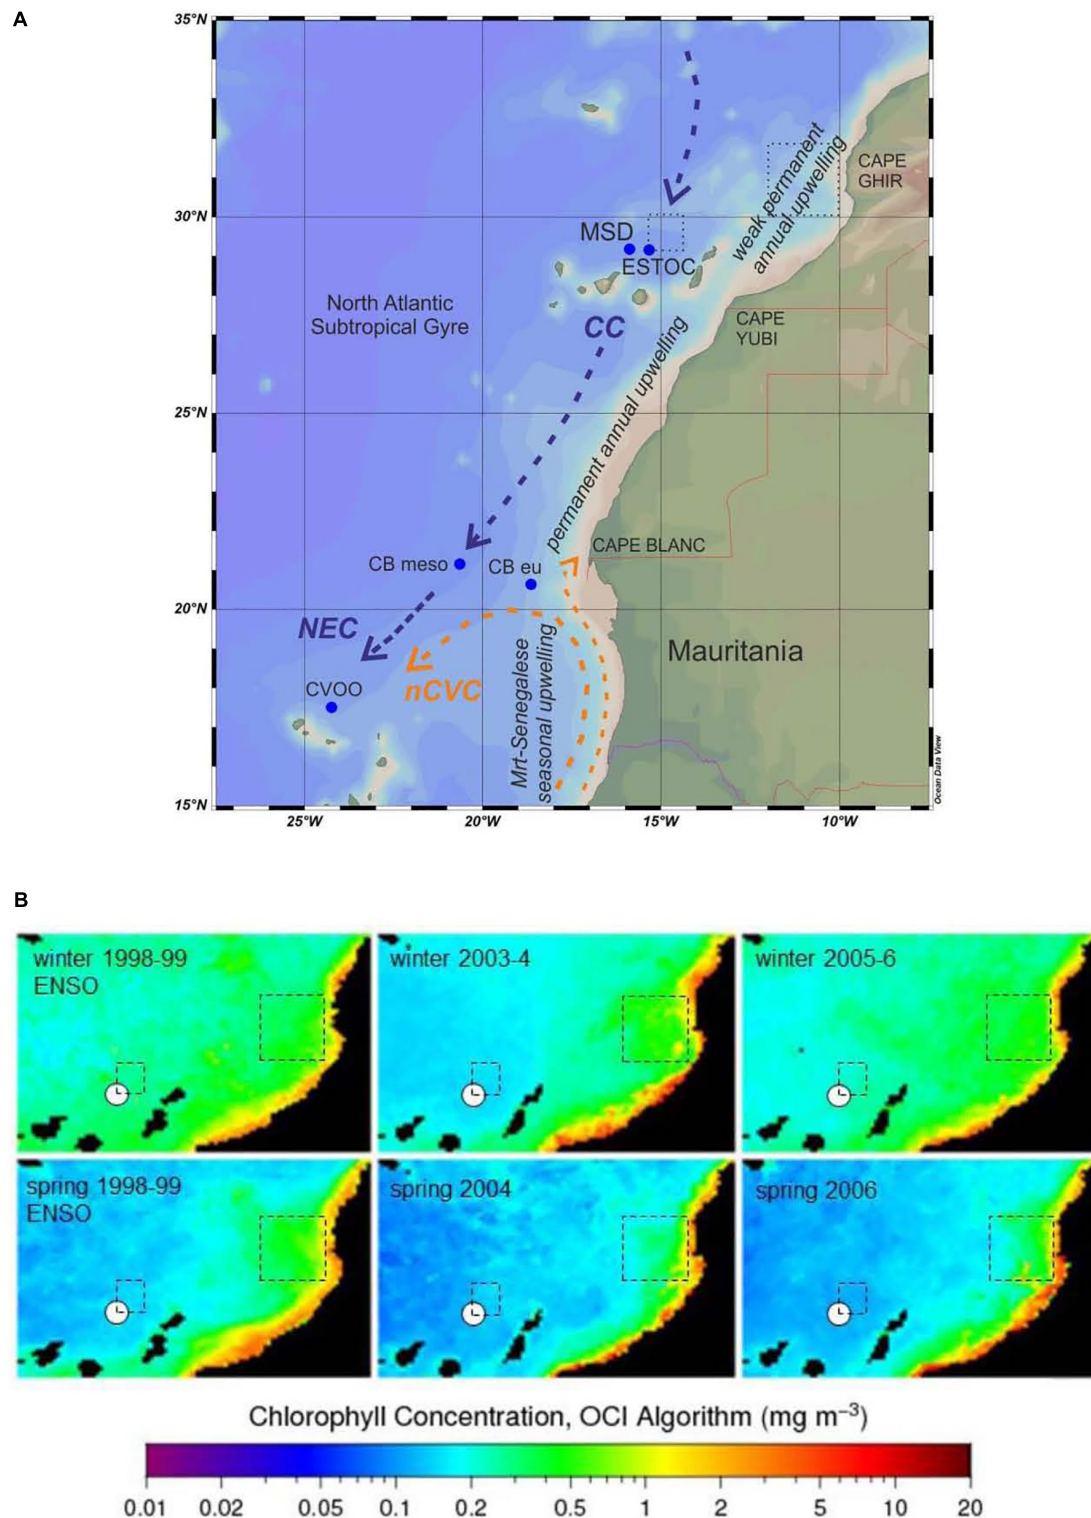 A
35°N
30°N
25°N
20°N
15°N
25°W
20°W
15°W
10°W
CAPE
GHIR
weak permanent
annual upwelling
MSD
ESTOC
North Atlantic
Subtropical Gyre
CC
CAPE
YUBI
permanent annual upwelling
CAPE BLANC
CB meso
CB eu
NEC
nCVC
Mauritania
CVOO
Mrt-Senegalese
seasonal upwelling
Ocean Data View
B
winter 1998-99
ENSO
winter 2003-4
winter 2005-6
spring 1998-99
ENSO
spring 2004
spring 2006
Chlorophyll Concentration, OCI Algorithm (mg m⁻³)
0.01 0.02 0.05 0.1 0.2 0.5 1 2 5 10 20